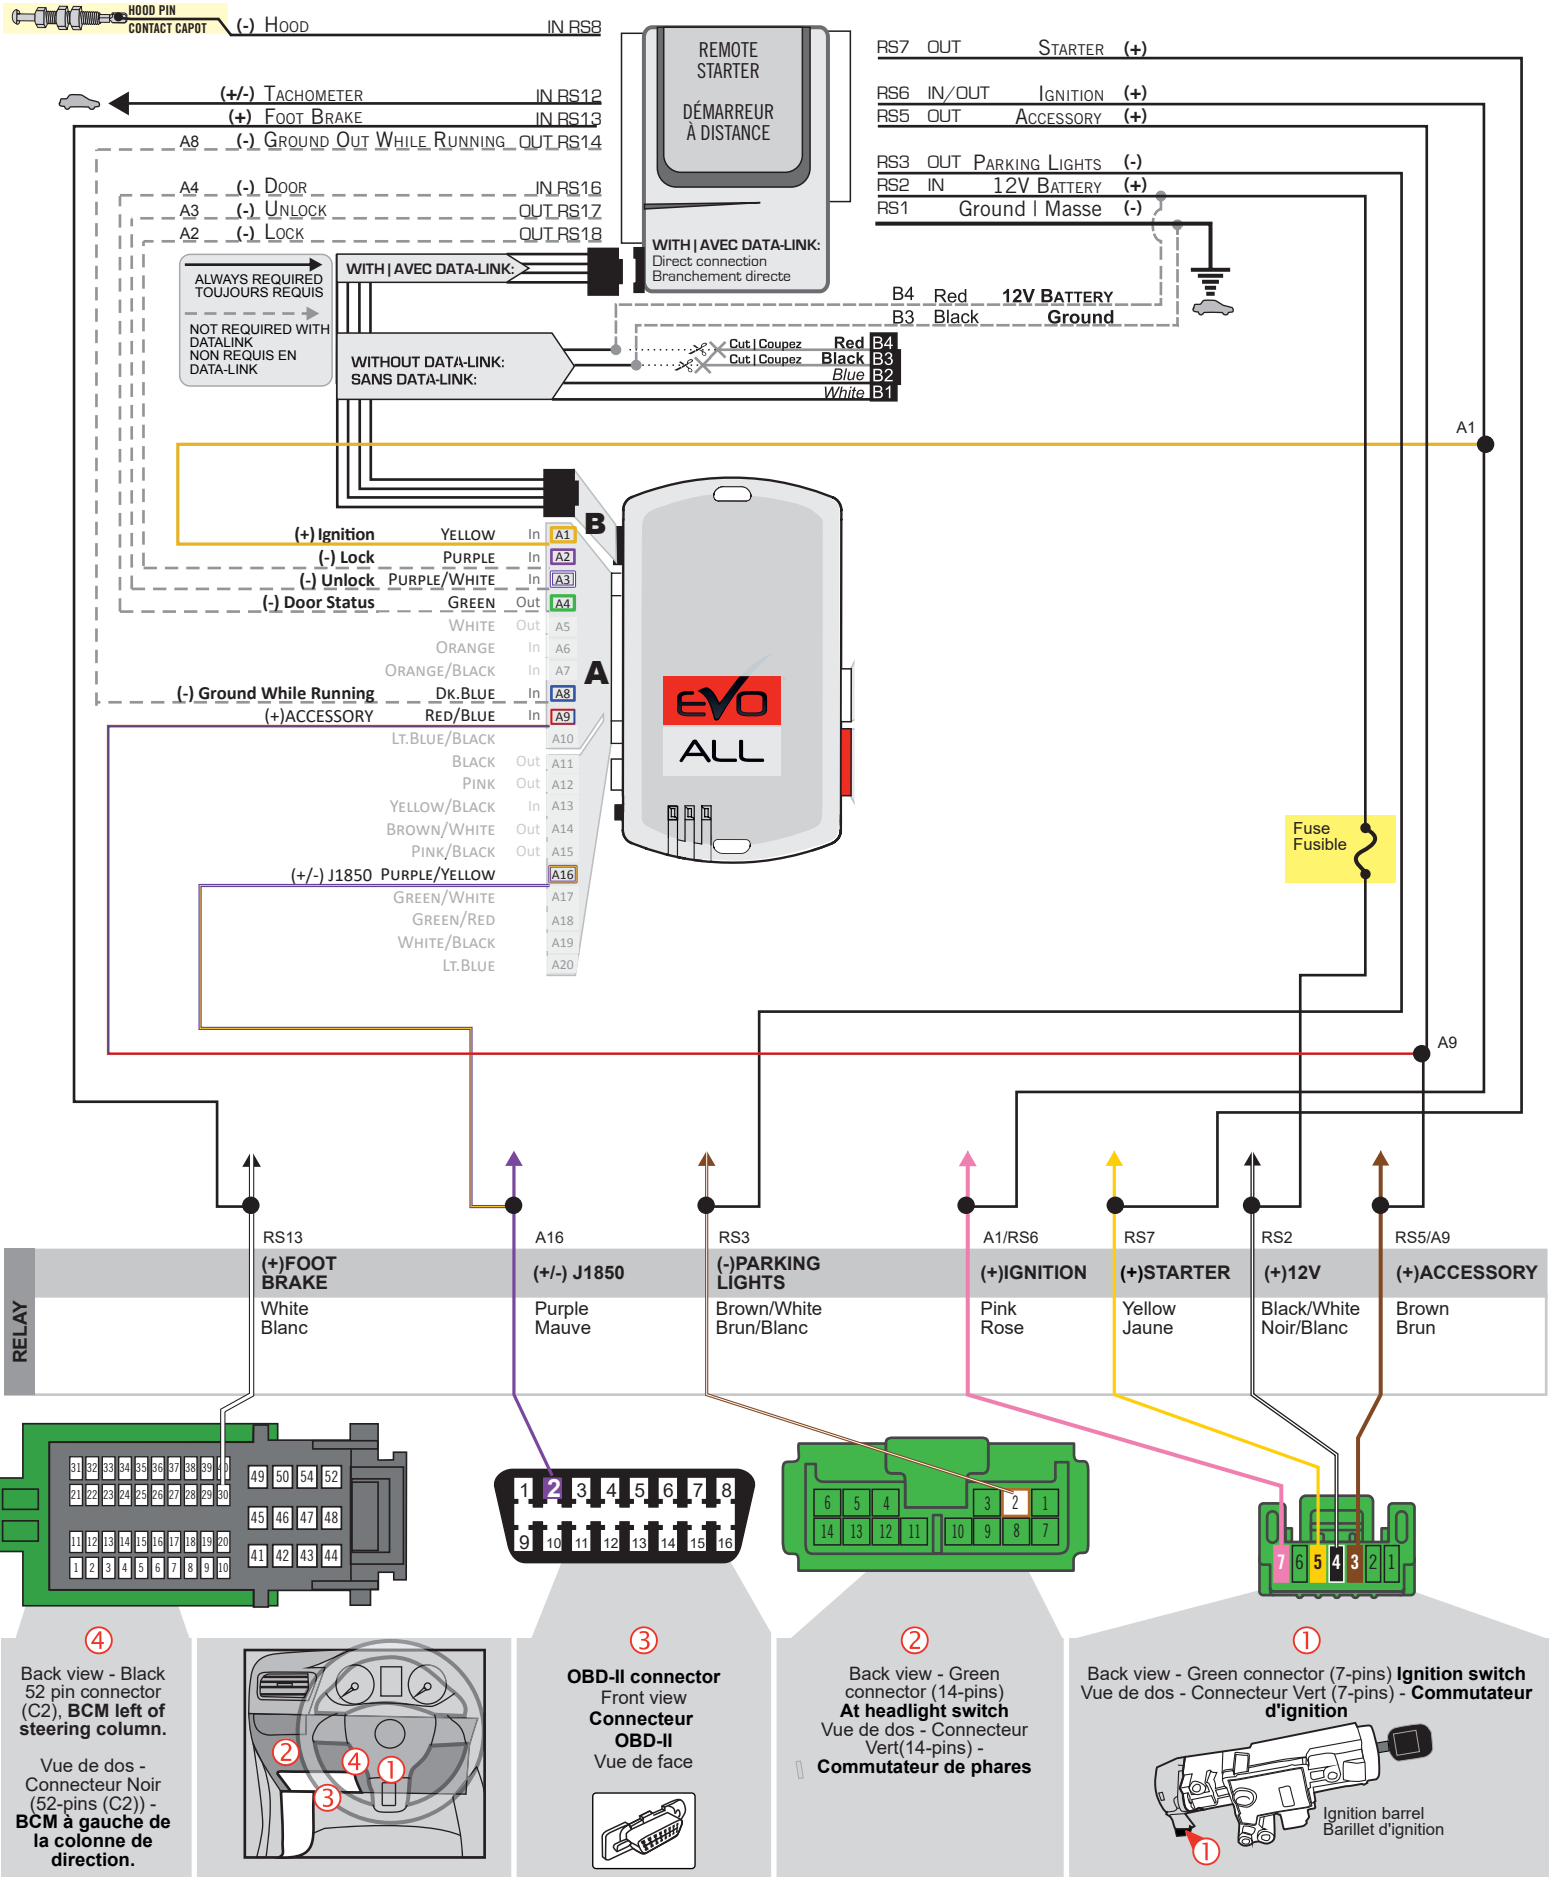 HOOD PIN
CONTACT CAPOT
(-) HOOD IN RS8
(+/-) TACHOMETER IN RS12
(+) FOOT BRAKE IN RS13
A8 (-) GROUND OUT WHILE RUNNING OUT RS14
A4 (-) DOOR IN RS16
A3 (-) UNLOCK OUT RS17
A2 (-) LOCK OUT RS18
REMOTE
STARTER
DÉMARREUR
À DISTANCE
WITH | AVEC DATA-LINK:
Direct connection
Branchement directe
RS7 OUT STARTER (+)
RS6 IN/OUT IGNITION (+)
RS5 OUT ACCESSORY (+)
RS3 OUT PARKING LIGHTS (-)
RS2 IN 12V BATTERY (+)
RS1 Ground | Masse (-)
ALWAYS REQUIRED
TOUJOURS REQUIS
NOT REQUIRED WITH
DATALINK
NON REQUIS EN
DATA-LINK
WITH | AVEC DATA-LINK:
WITHOUT DATA-LINK:
SANS DATA-LINK:
B4 Red 12V BATTERY
B3 Black Ground
Cut | Coupez Red B4
Cut | Coupez Black B3
Blue B2
White B1
A1
B
A
(+) Ignition YELLOW In A1
(-) Lock PURPLE In A2
(-) Unlock PURPLE/WHITE In A3
(-) Door Status GREEN Out A4
WHITE Out A5
ORANGE In A6
ORANGE/BLACK In A7
(-) Ground While Running DK.BLUE In A8
(+)ACCESSORY RED/BLUE In A9
LT.BLUE/BLACK A10
BLACK Out A11
PINK Out A12
YELLOW/BLACK In A13
BROWN/WHITE Out A14
PINK/BLACK Out A15
(+/-) J1850 PURPLE/YELLOW A16
GREEN/WHITE A17
GREEN/RED A18
WHITE/BLACK A19
LT.BLUE A20
EVO
ALL
Fuse
Fusible
A9
RELAY
RS13
(+)FOOT
BRAKE
White
Blanc
A16
(+/-) J1850
Purple
Mauve
RS3
(-)PARKING
LIGHTS
Brown/White
Brun/Blanc
A1/RS6
(+)IGNITION
Pink
Rose
RS7
(+)STARTER
Yellow
Jaune
RS2
(+)12V
Black/White
Noir/Blanc
RS5/A9
(+)ACCESSORY
Brown
Brun
31 32 33 34 35 36 37 38 39 40
21 22 23 24 25 26 27 28 29 30
11 12 13 14 15 16 17 18 19 20
1 2 3 4 5 6 7 8 9 10
49 50 54 52
45 46 47 48
41 42 43 44
1 2 3 4 5 6 7 8
9 10 11 12 13 14 15 16
6 5 4 3 2 1
14 13 12 11 10 9 8 7
7 6 5 4 3 2 1
4
Back view - Black
52 pin connector
(C2), BCM left of
steering column.
Vue de dos -
Connecteur Noir
(52-pins (C2)) -
BCM à gauche de
la colonne de
direction.
2
4
1
3
3
OBD-II connector
Front view
Connecteur
OBD-II
Vue de face
2
Back view - Green
connector (14-pins)
At headlight switch
Vue de dos - Connecteur
Vert(14-pins) -
Commutateur de phares
1
Back view - Green connector (7-pins) Ignition switch
Vue de dos - Connecteur Vert (7-pins) - Commutateur
d'ignition
Ignition barrel
Barillet d'ignition
1